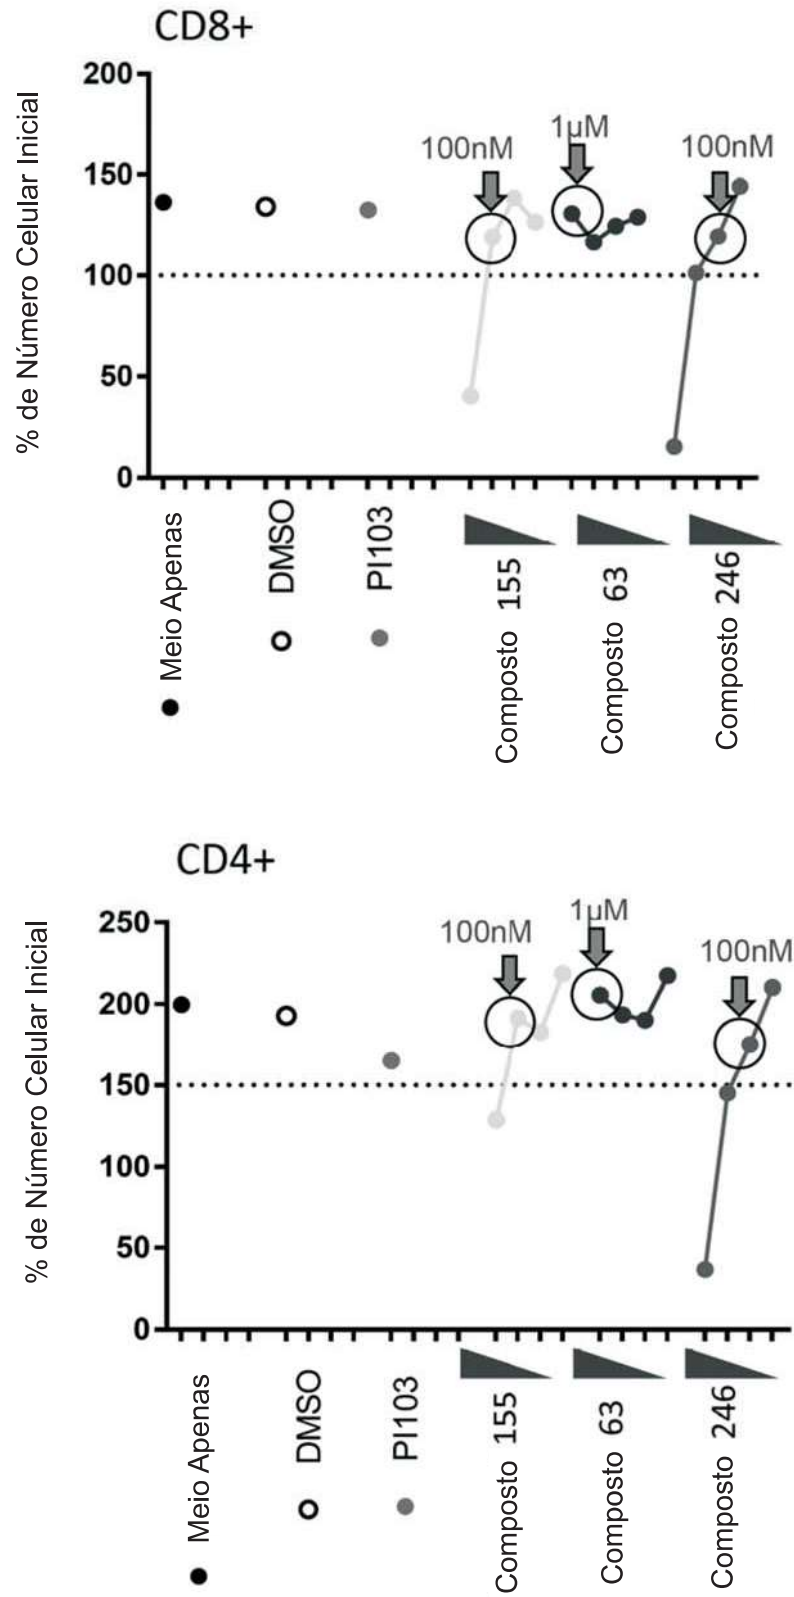 CD8+
% de Número Celular Inicial
200
150
100
50
0
100nM
1µM
100nM
Meio Apenas
DMSO
PI103
Composto 155
Composto 63
Composto 246
CD4+
% de Número Celular Inicial
250
200
150
100
50
0
100nM
1µM
100nM
Meio Apenas
DMSO
PI103
Composto 155
Composto 63
Composto 246